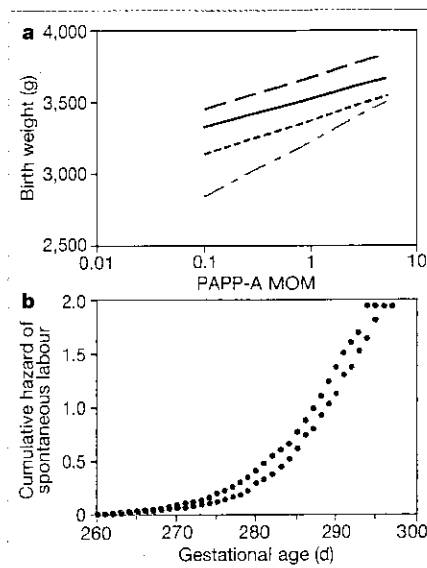 a
4,000
3,500
3,000
2,500
Birth weight (g)
0.01 0.1 1 10
PAPP-A MOM
b
2.0
1.5
1.0
0.5
0
Cumulative hazard of
spontaneous labour
260 270 280 290 300
Gestational age (d)